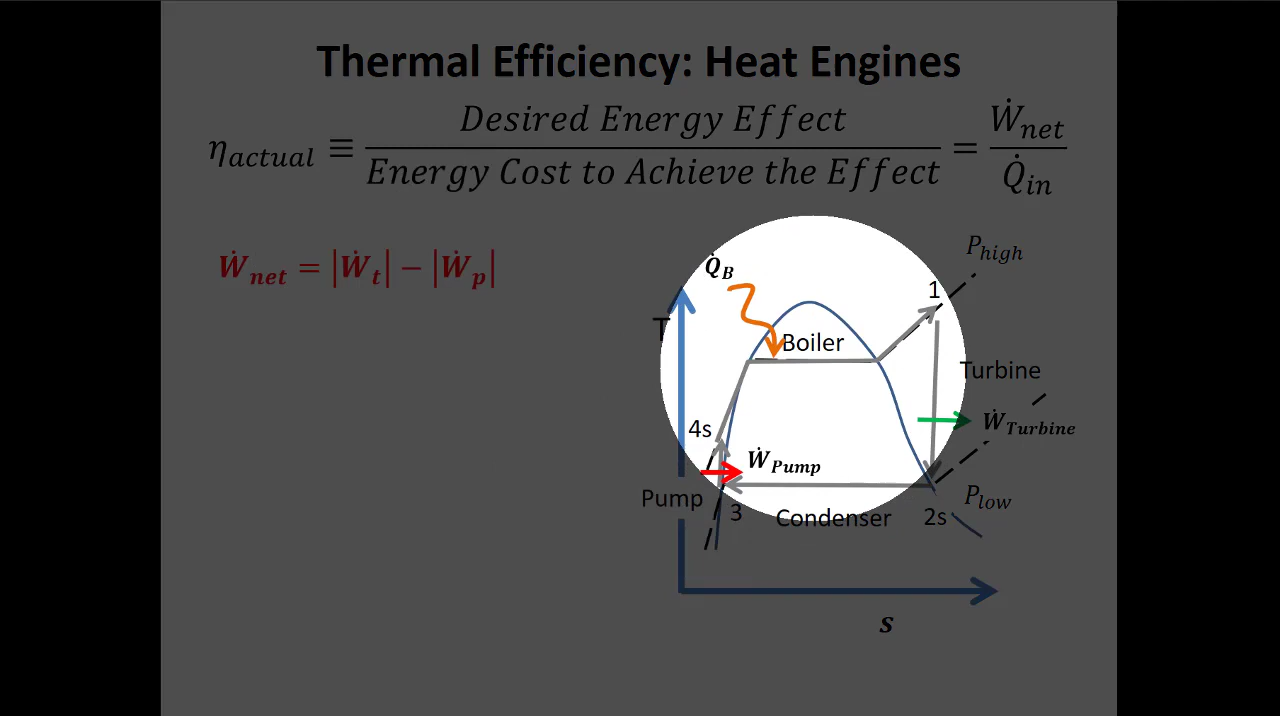 Thermal Efficiency: Heat Engines
η_actual ≡ Desired Energy Effect / Energy Cost to Achieve the Effect = Ẇ_net / Q̇_in
Ẇ_net = |Ẇ_t| − |Ẇ_p|
P_high
Q̇_B
1
T
Boiler
Turbine
Ẇ_Turbine
4s
Ẇ_Pump
Pump
3
Condenser
2s
P_low
s